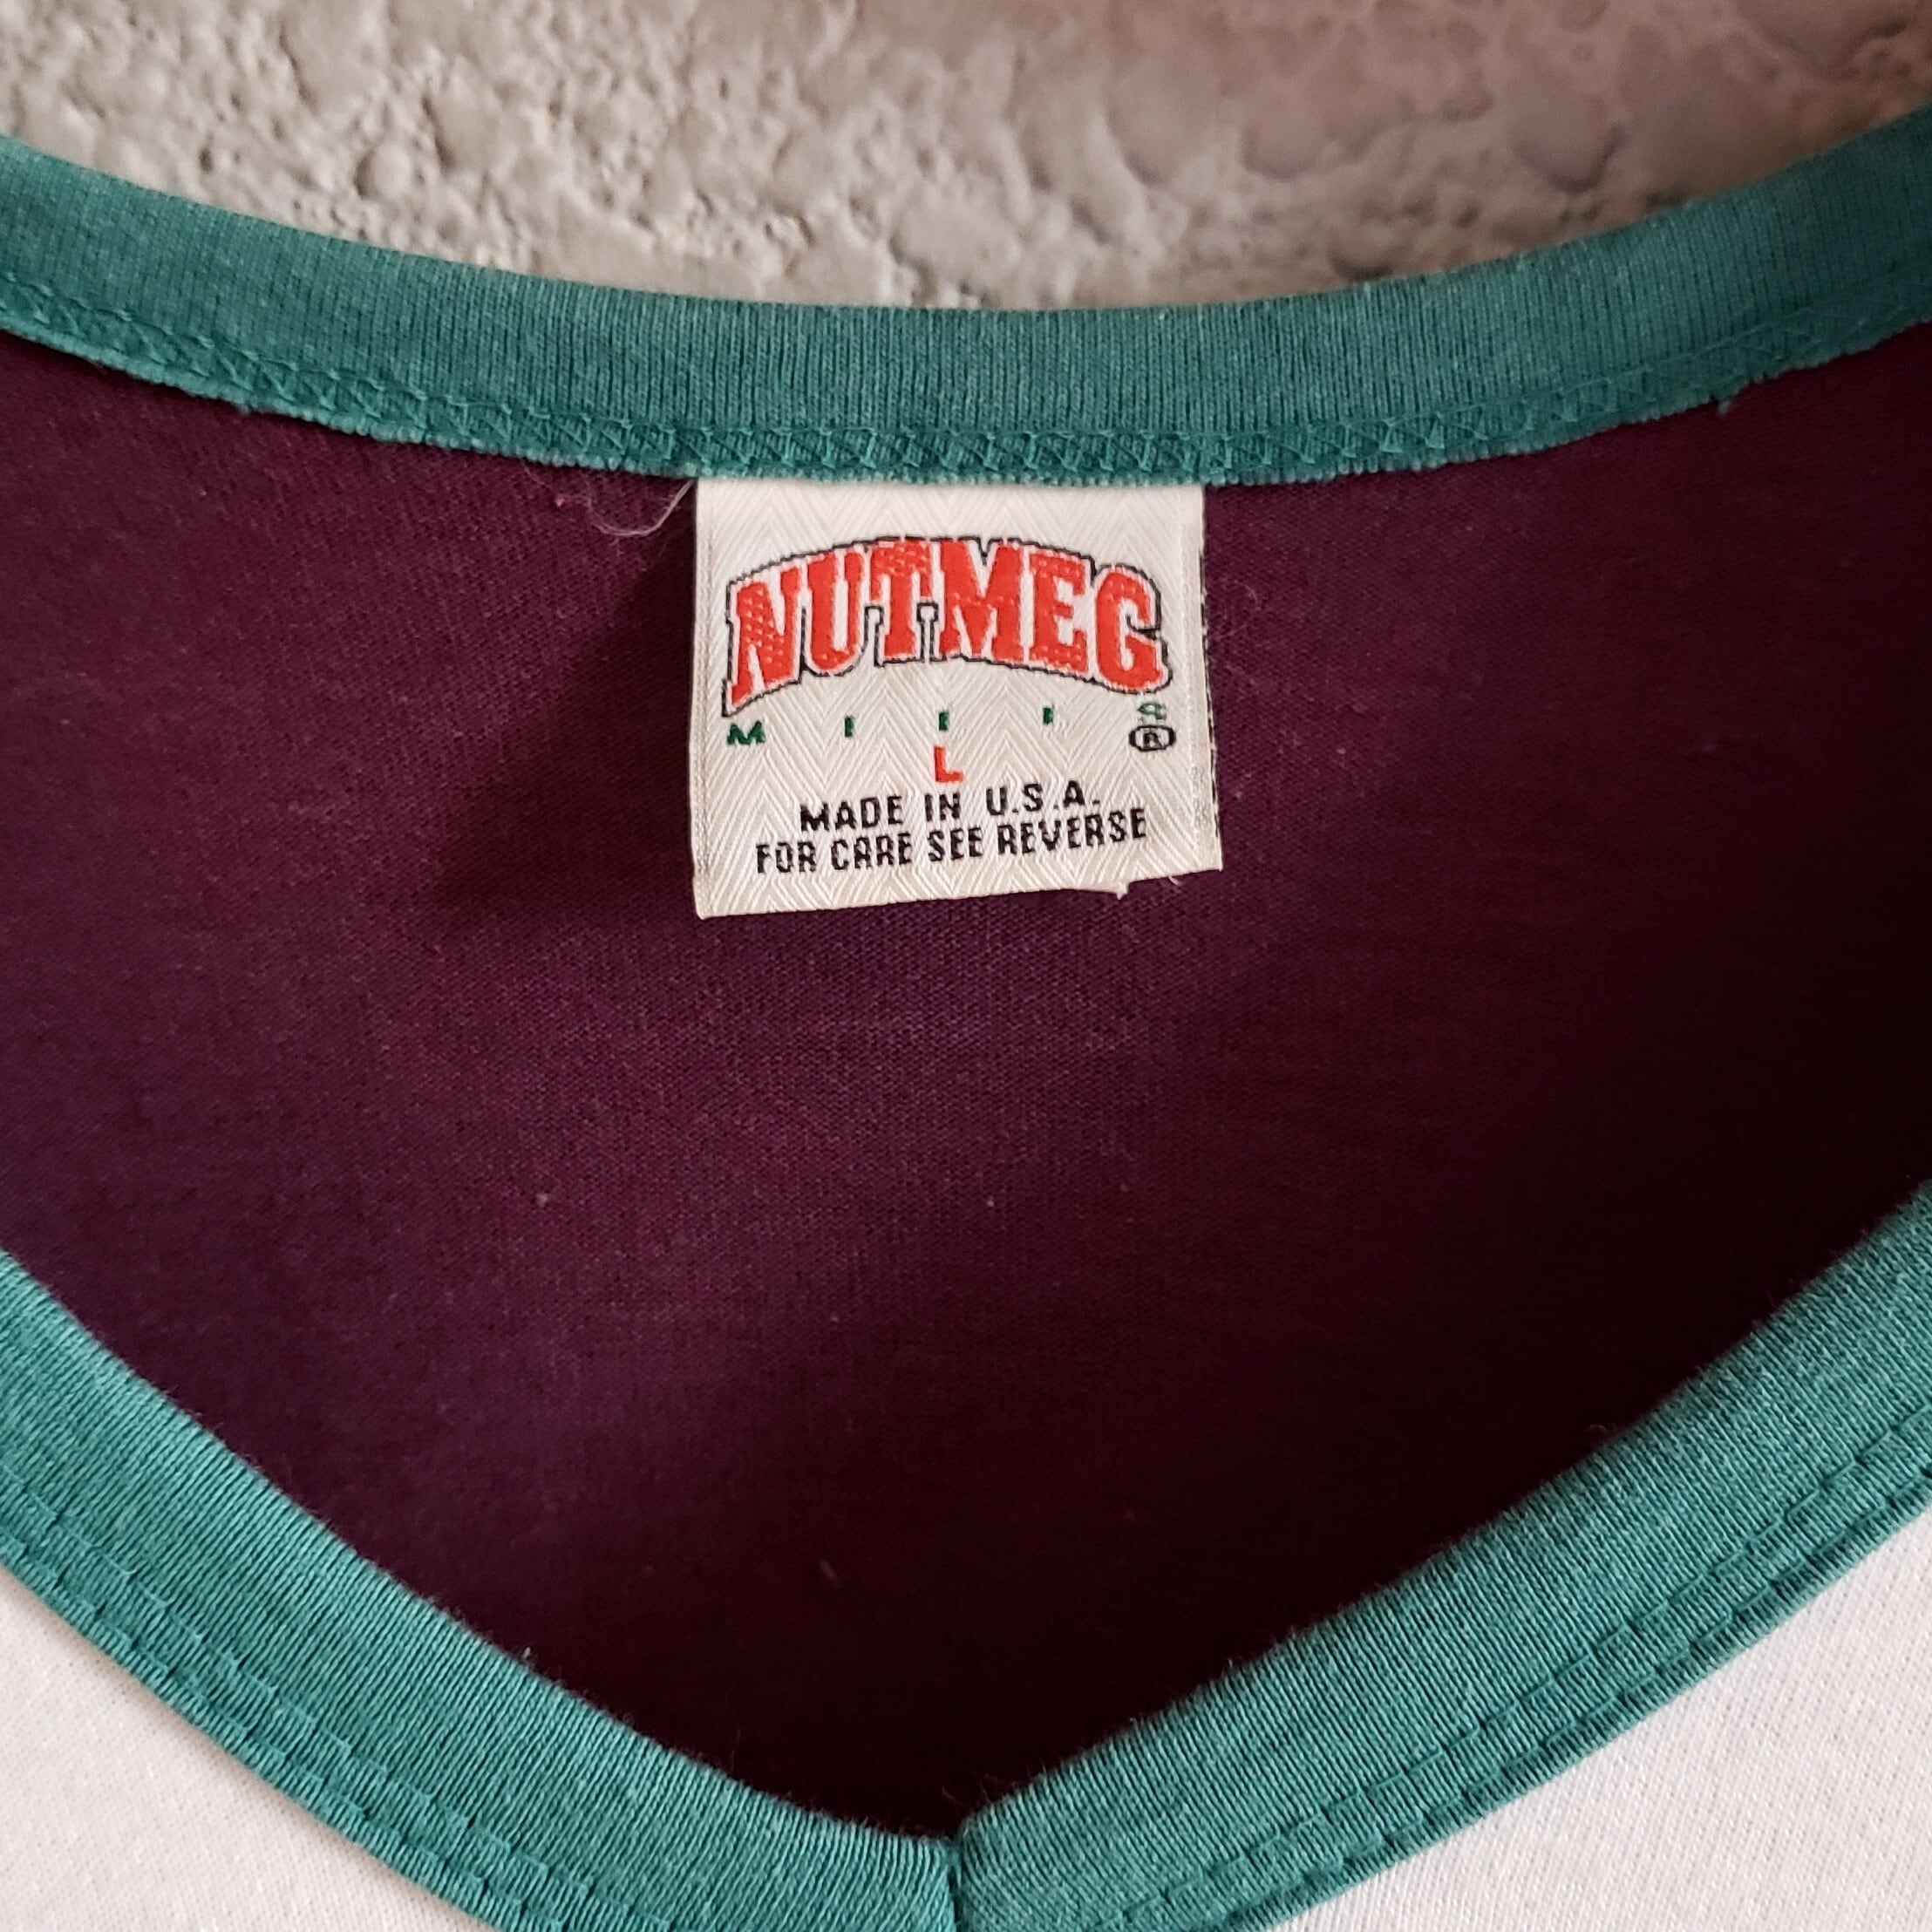 NUTMEG
MILLS
®
L
MADE IN U.S.A.
FOR CARE SEE REVERSE